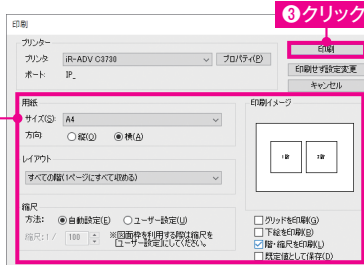 ❸クリック
印刷
プリンター
プリンタ iR-ADV C3730 プロパティ(P)
ポート: IP_
印刷
印刷せず設定変更
キャンセル
用紙
サイズ(S): A4
方向: ○縦(O) ◉横(A)
レイアウト
すべての階(1ページにすべて収める)
縮尺
方法: ◉自動設定(E) ○ユーザー設定(U)
縮尺:1/ 100 ※図面枠を利用する際は縮尺を
[ユーザー設定]にしてください。
印刷イメージ
1階 2階
グリッドを印刷(G)
下絵を印刷(B)
階・縮尺を印刷(L)
既定値として保存(D)